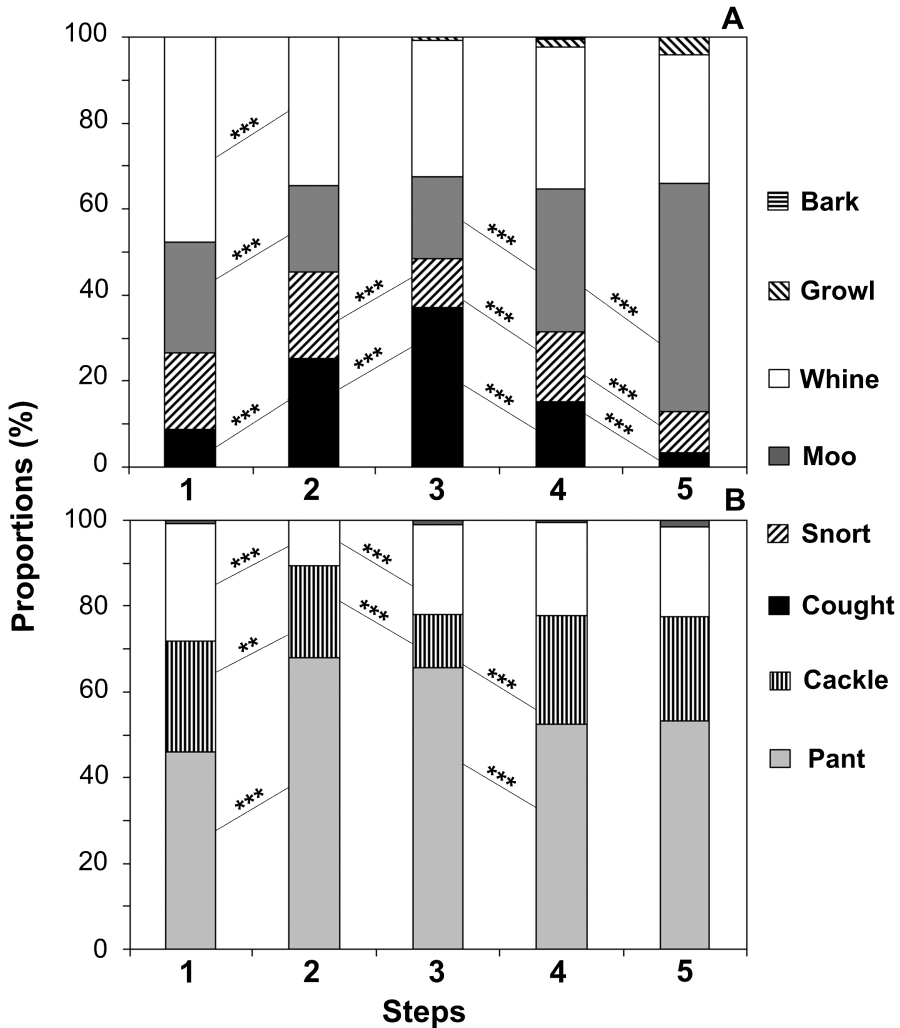 A
100
80
60
40
20
0
*** *** *** *** *** *** *** *** *** *** ***
1 2 3 4 5
B
100
80
60
40
20
0
*** ** *** *** *** *** ***
1 2 3 4 5
Steps
Proportions (%)
Bark
Growl
Whine
Moo
Snort
Cought
Cackle
Pant